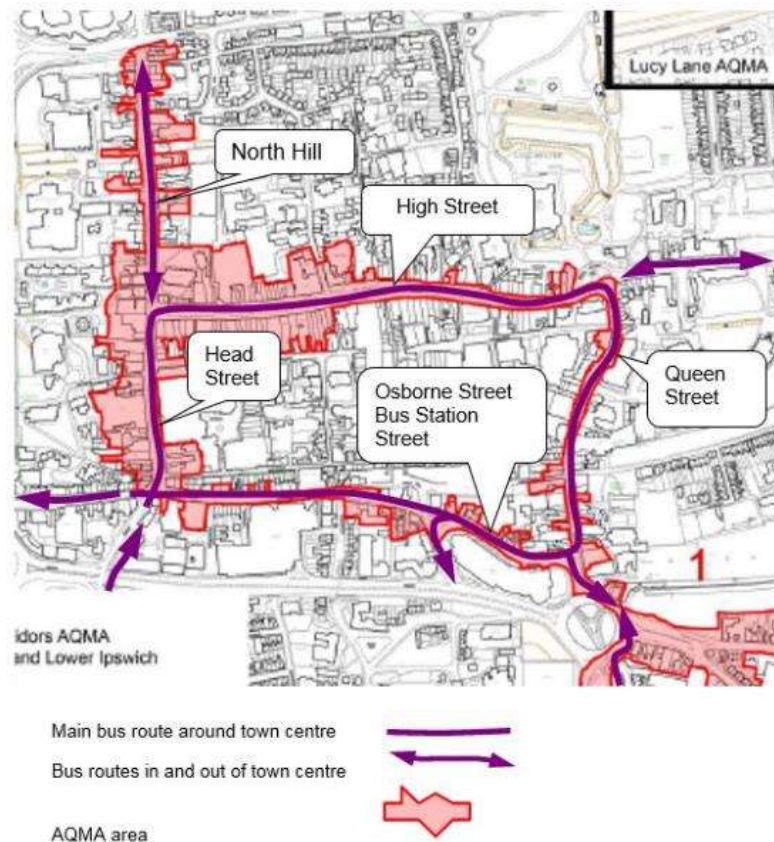 Lucy Lane AQMA
North Hill
High Street
Head
Street
Osborne Street
Bus Station
Street
Queen
Street
1
idors AQMA
and Lower Ipswich
Main bus route around town centre
Bus routes in and out of town centre
AQMA area